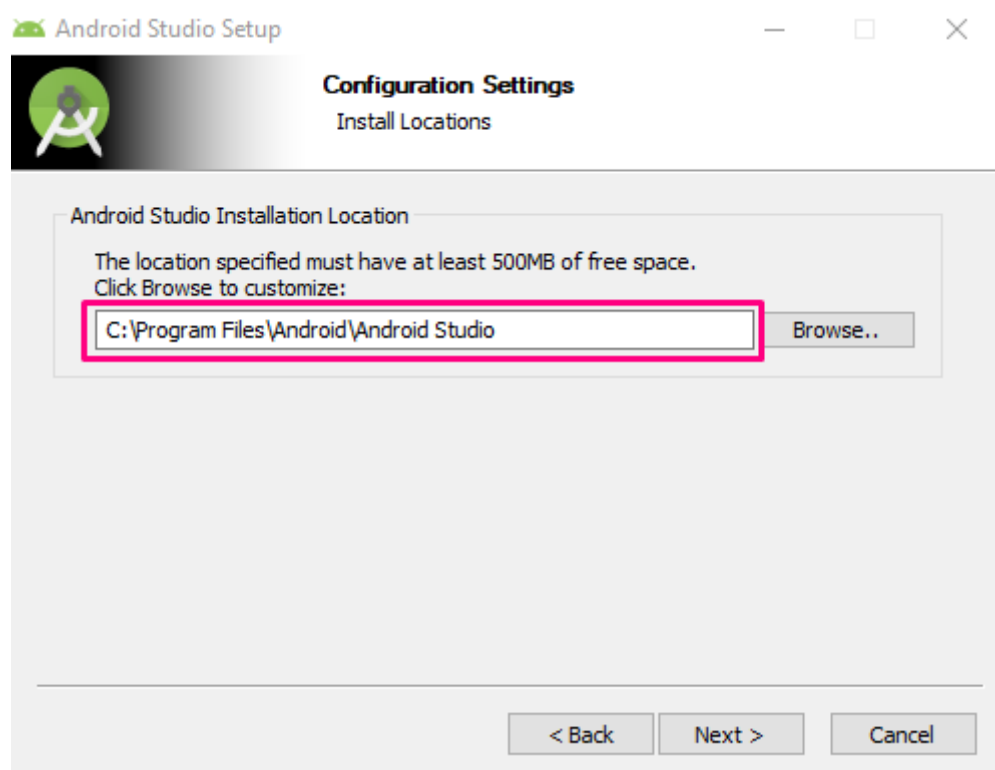 Android Studio Setup
Configuration Settings
Install Locations
Android Studio Installation Location
The location specified must have at least 500MB of free space.
Click Browse to customize:
C:\Program Files\Android\Android Studio
Browse..
< Back
Next >
Cancel